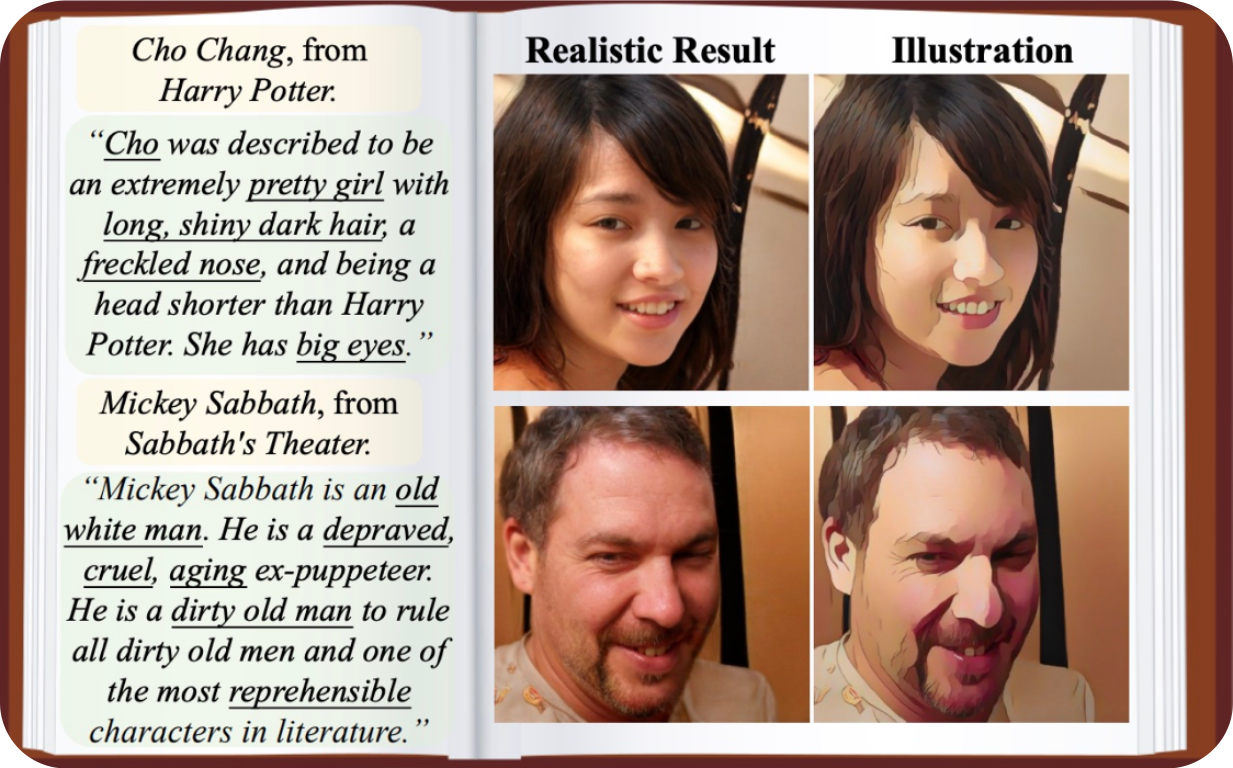 Cho Chang, from
Harry Potter.
“Cho was described to be
an extremely pretty girl with
long, shiny dark hair, a
freckled nose, and being a
head shorter than Harry
Potter. She has big eyes.”
Mickey Sabbath, from
Sabbath's Theater.
“Mickey Sabbath is an old
white man. He is a depraved,
cruel, aging ex-puppeteer.
He is a dirty old man to rule
all dirty old men and one of
the most reprehensible
characters in literature.”
Realistic Result
Illustration